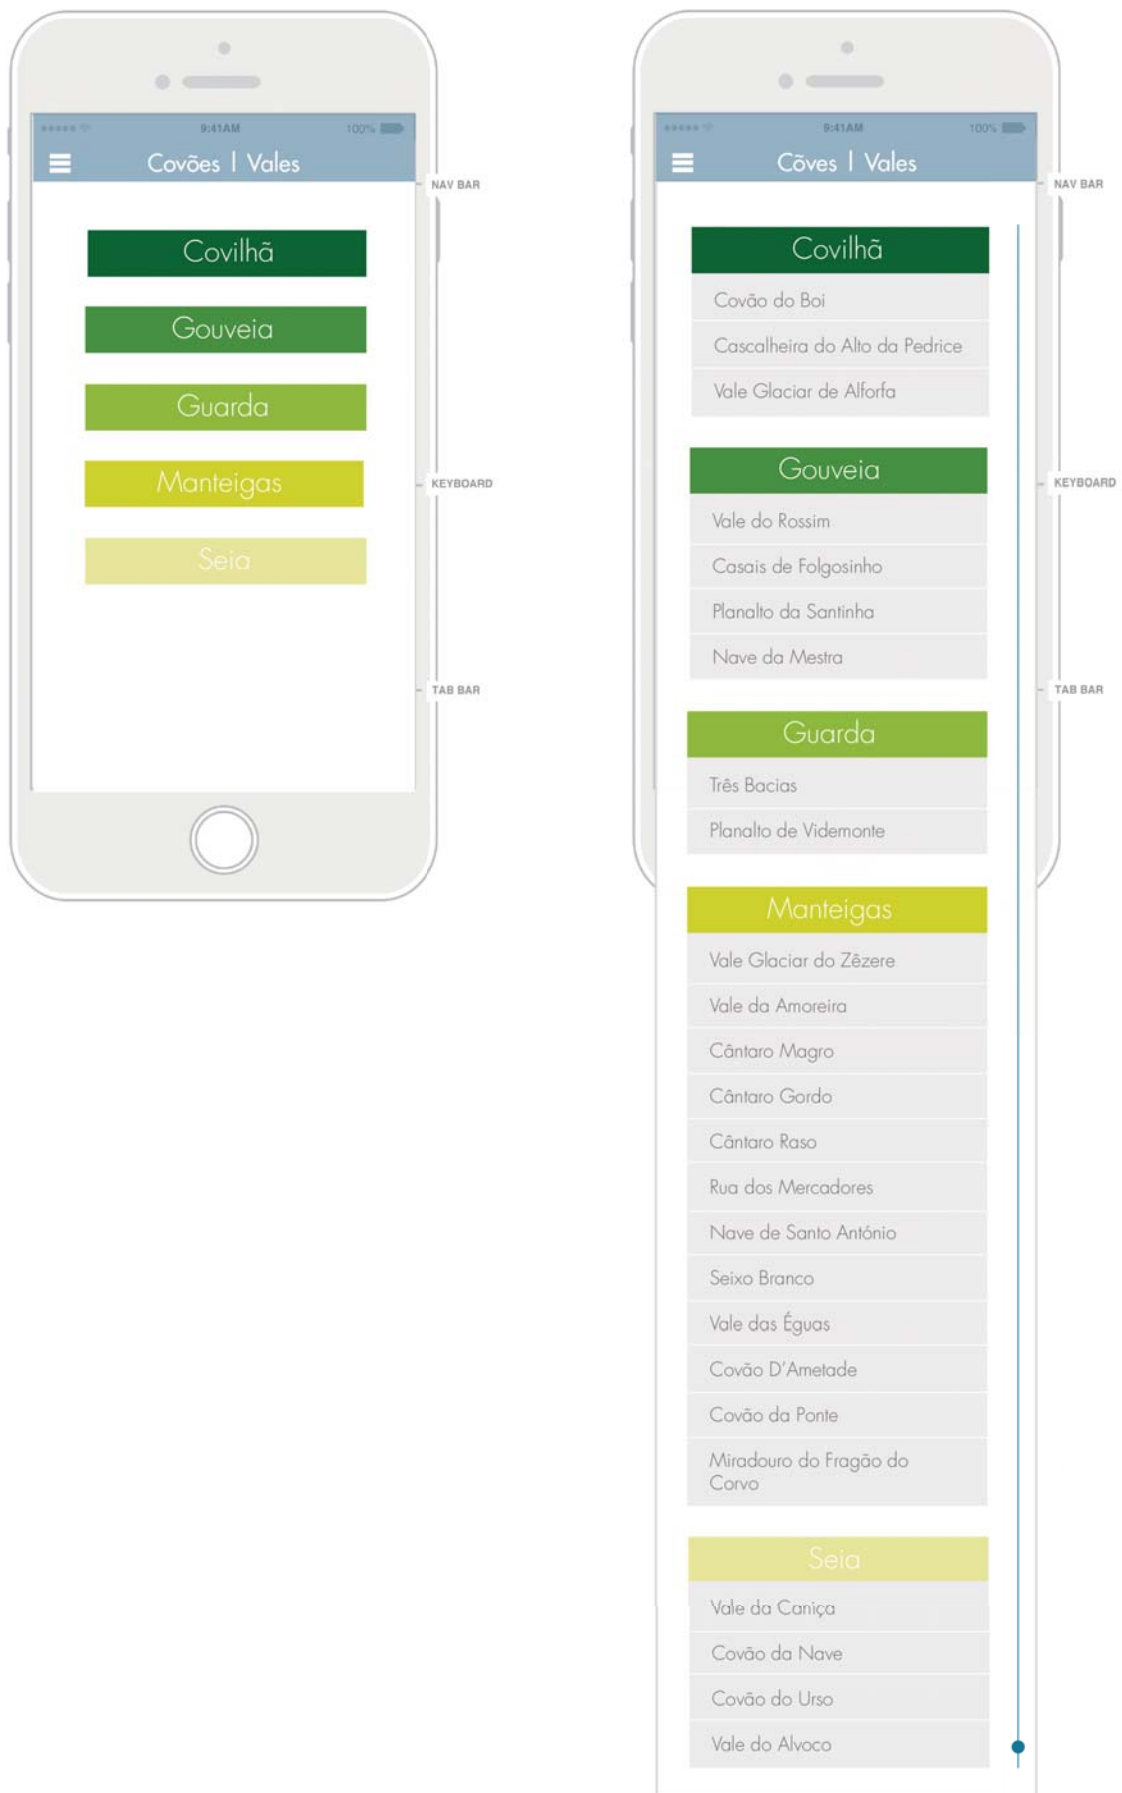 9:41AM 100%
Covões | Vales
NAV BAR
Covilhã
Gouveia
Guarda
Manteigas
KEYBOARD
Seia
TAB BAR
9:41AM 100%
Cõves | Vales
NAV BAR
Covilhã
Covão do Boi
Cascalheira do Alto da Pedrice
Vale Glaciar de Alforfa
Gouveia
KEYBOARD
Vale do Rossim
Casais de Folgosinho
Planalto da Santinha
Nave da Mestra
TAB BAR
Guarda
Três Bacias
Planalto de Videmonte
Manteigas
Vale Glaciar do Zêzere
Vale da Amoreira
Cântaro Magro
Cântaro Gordo
Cântaro Raso
Rua dos Mercadores
Nave de Santo António
Seixo Branco
Vale das Éguas
Covão D'Ametade
Covão da Ponte
Miradouro do Fragão do
Corvo
Seia
Vale da Caniça
Covão da Nave
Covão do Urso
Vale do Alvoco